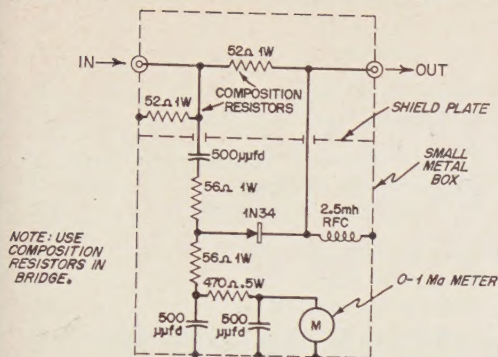 52Ω 1W
IN
OUT
COMPOSITION
RESISTORS
52Ω 1W
SHIELD PLATE
500µµfd
SMALL
METAL
BOX
56Ω 1W
1N34
2.5mh
RFC
NOTE: USE
COMPOSITION
RESISTORS IN
BRIDGE.
56Ω 1W
470Ω .5W
0-1 Ma METER
500
µµfd
500
µµfd
M